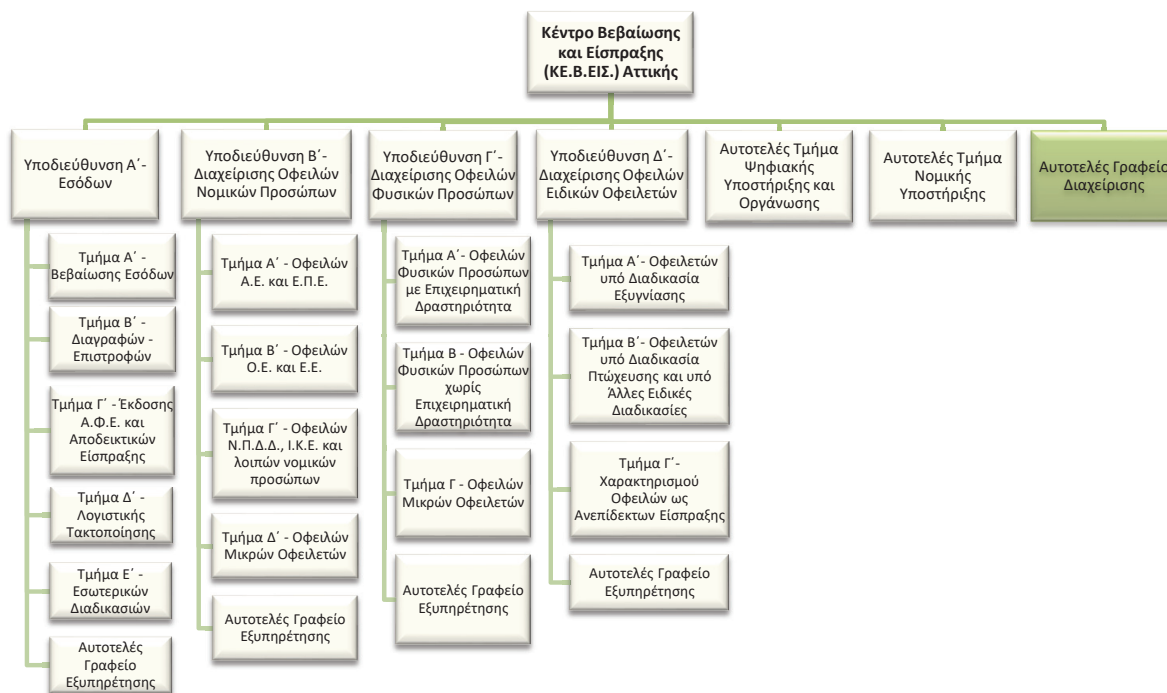 Κέντρο Βεβαίωσης
και Είσπραξης
(ΚΕ.Β.ΕΙΣ.) Αττικής
Υποδιεύθυνση Α΄-
Εσόδων
Τμήμα Α΄ -
Βεβαίωσης Εσόδων
Τμήμα Β΄ -
Διαγραφών -
Επιστροφών
Τμήμα Γ΄ - Έκδοσης
Α.Φ.Ε. και
Αποδεικτικών
Είσπραξης
Τμήμα Δ΄ -
Λογιστικής
Τακτοποίησης
Τμήμα Ε΄ -
Εσωτερικών
Διαδικασιών
Αυτοτελές
Γραφείο
Εξυπηρέτησης
Υποδιεύθυνση Β΄-
Διαχείρισης Οφειλών
Νομικών Προσώπων
Τμήμα Α΄ - Οφειλών
Α.Ε. και Ε.Π.Ε.
Τμήμα Β΄ - Οφειλών
Ο.Ε. και Ε.Ε.
Τμήμα Γ΄ - Οφειλών
Ν.Π.Δ.Δ., Ι.Κ.Ε. και
λοιπών νομικών
προσώπων
Τμήμα Δ΄ - Οφειλών
Μικρών Οφειλετών
Αυτοτελές Γραφείο
Εξυπηρέτησης
Υποδιεύθυνση Γ΄-
Διαχείρισης Οφειλών
Φυσικών Προσώπων
Τμήμα Α΄- Οφειλών
Φυσικών Προσώπων
με Επιχειρηματική
Δραστηριότητα
Τμήμα Β - Οφειλών
Φυσικών Προσώπων
χωρίς
Επιχειρηματική
Δραστηριότητα
Τμήμα Γ - Οφειλών
Μικρών Οφειλετών
Αυτοτελές Γραφείο
Εξυπηρέτησης
Υποδιεύθυνση Δ΄-
Διαχείρισης Οφειλών
Ειδικών Οφειλετών
Τμήμα Α΄- Οφειλετών
υπό Διαδικασία
Εξυγνίασης
Τμήμα Β΄- Οφειλετών
υπό Διαδικασία
Πτώχευσης και υπό
Άλλες Ειδικές
Διαδικασίες
Τμήμα Γ΄-
Χαρακτηρισμού
Οφειλών ως
Ανεπίδεκτων Είσπραξης
Αυτοτελές Γραφείο
Εξυπηρέτησης
Αυτοτελές Τμήμα
Ψηφιακής
Υποστήριξης και
Οργάνωσης
Αυτοτελές Τμήμα
Νομικής
Υποστήριξης
Αυτοτελές Γραφείο
Διαχείρισης